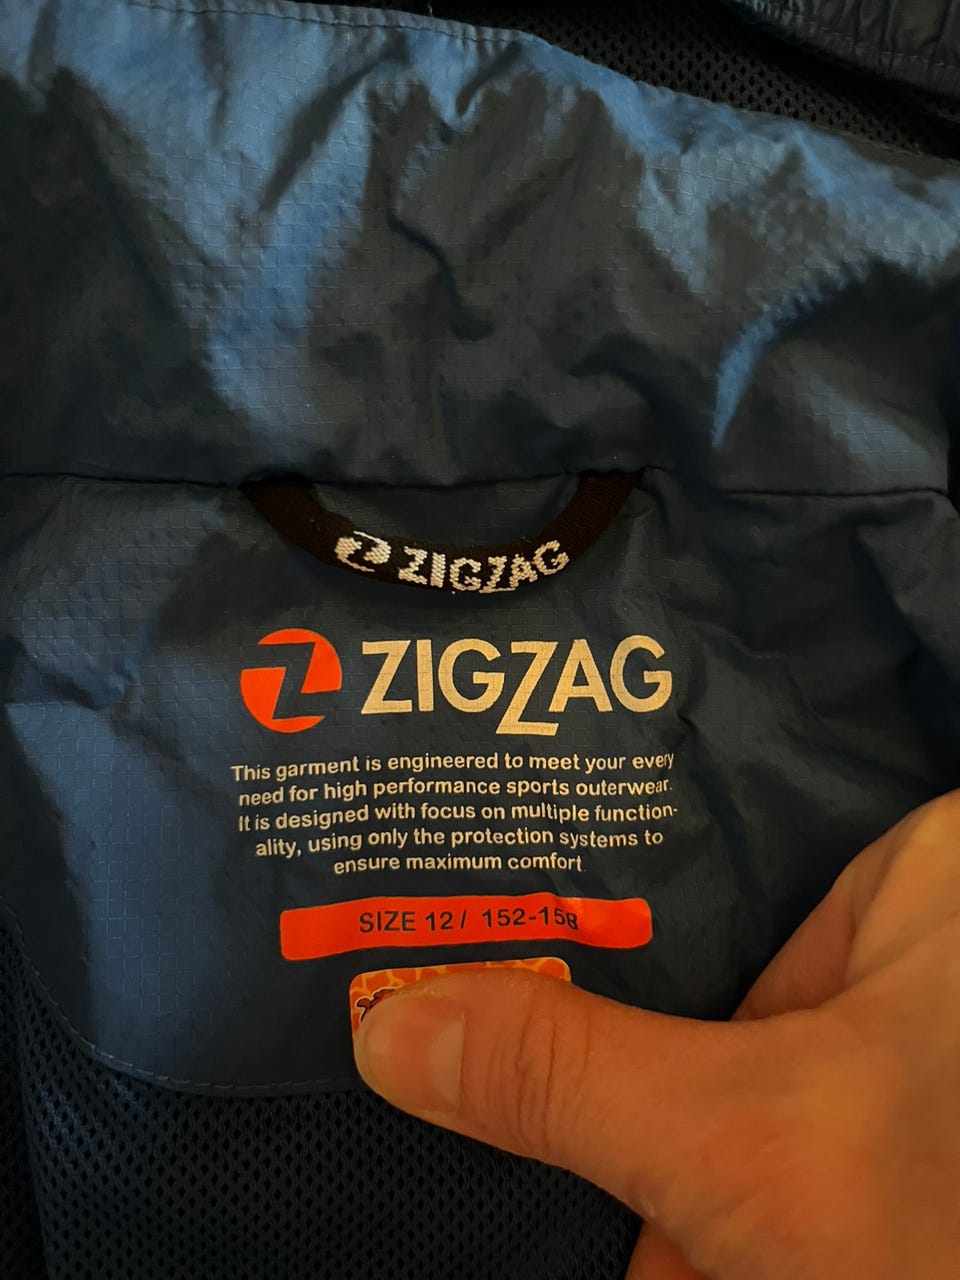 ZIGZAG
ZIGZAG
This garment is engineered to meet your every
need for high performance sports outerwear.
It is designed with focus on multiple function-
ality, using only the protection systems to
ensure maximum comfort
SIZE 12 / 152-158